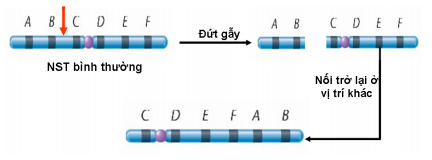 A B C D E F
NST bình thường
Đứt gẫy
A B C D E F
Nối trở lại ở
vị trí khác
C D E F A B